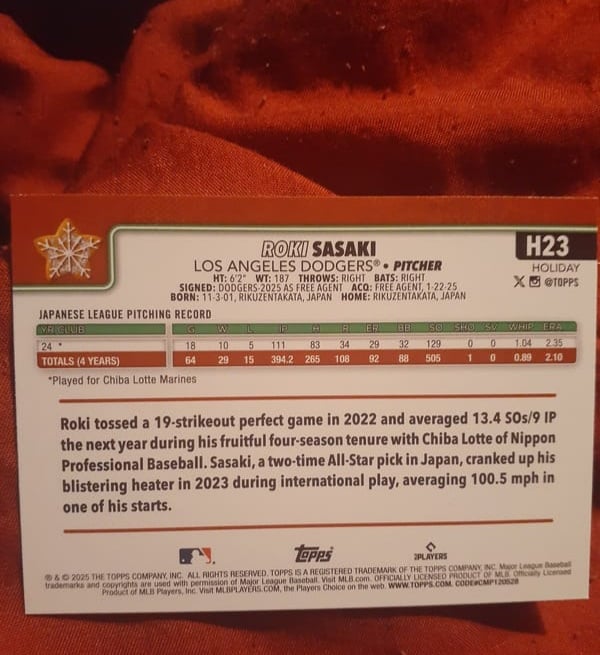 H23
HOLIDAY
@TOPPS
ROKI SASAKI
LOS ANGELES DODGERS® • PITCHER
HT: 6'2" WT: 187 THROWS: RIGHT BATS: RIGHT
SIGNED: DODGERS-2025 AS FREE AGENT ACQ: FREE AGENT, 1-22-25
BORN: 11-3-01, RIKUZENTAKATA, JAPAN HOME: RIKUZENTAKATA, JAPAN
JAPANESE LEAGUE PITCHING RECORD
YR CLUB G W L IP H R ER BB SO SHO SV WHIP ERA
24 * 18 10 5 111 83 34 29 32 129 0 0 1.04 2.35
TOTALS (4 YEARS) 64 29 15 394.2 265 108 92 88 505 1 0 0.89 2.10
*Played for Chiba Lotte Marines
Roki tossed a 19-strikeout perfect game in 2022 and averaged 13.4 SOs/9 IP
the next year during his fruitful four-season tenure with Chiba Lotte of Nippon
Professional Baseball. Sasaki, a two-time All-Star pick in Japan, cranked up his
blistering heater in 2023 during international play, averaging 100.5 mph in
one of his starts.
Topps
PLAYERS
® & © 2025 THE TOPPS COMPANY, INC. ALL RIGHTS RESERVED. TOPPS IS A REGISTERED TRADEMARK OF THE TOPPS COMPANY, INC. Major League Baseball
trademarks and copyrights are used with permission of Major League Baseball. Visit MLB.com. OFFICIALLY LICENSED PRODUCT OF MLB. Officially Licensed
Product of MLB Players, Inc. Visit MLBPLAYERS.COM, the Players Choice on the web. WWW.TOPPS.COM. CODE#CMP120528